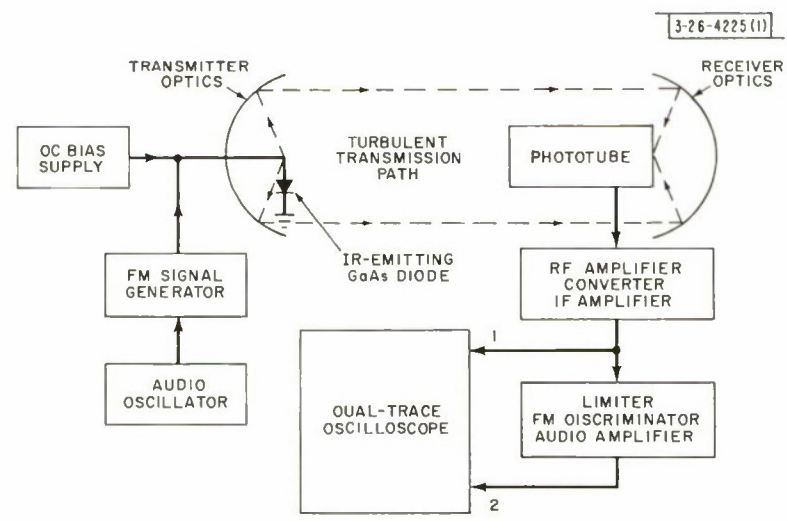 3-26-4225(1)
TRANSMITTER
OPTICS
RECEIVER
OPTICS
OC BIAS
SUPPLY
TURBULENT
TRANSMISSION
PATH
PHOTOTUBE
IR-EMITTING
GaAs DIODE
FM SIGNAL
GENERATOR
RF AMPLIFIER
CONVERTER
IF AMPLIFIER
1
AUDIO
OSCILLATOR
OUAL-TRACE
OSCILLOSCOPE
LIMITER
FM OISCRIMINATOR
AUDIO AMPLIFIER
2